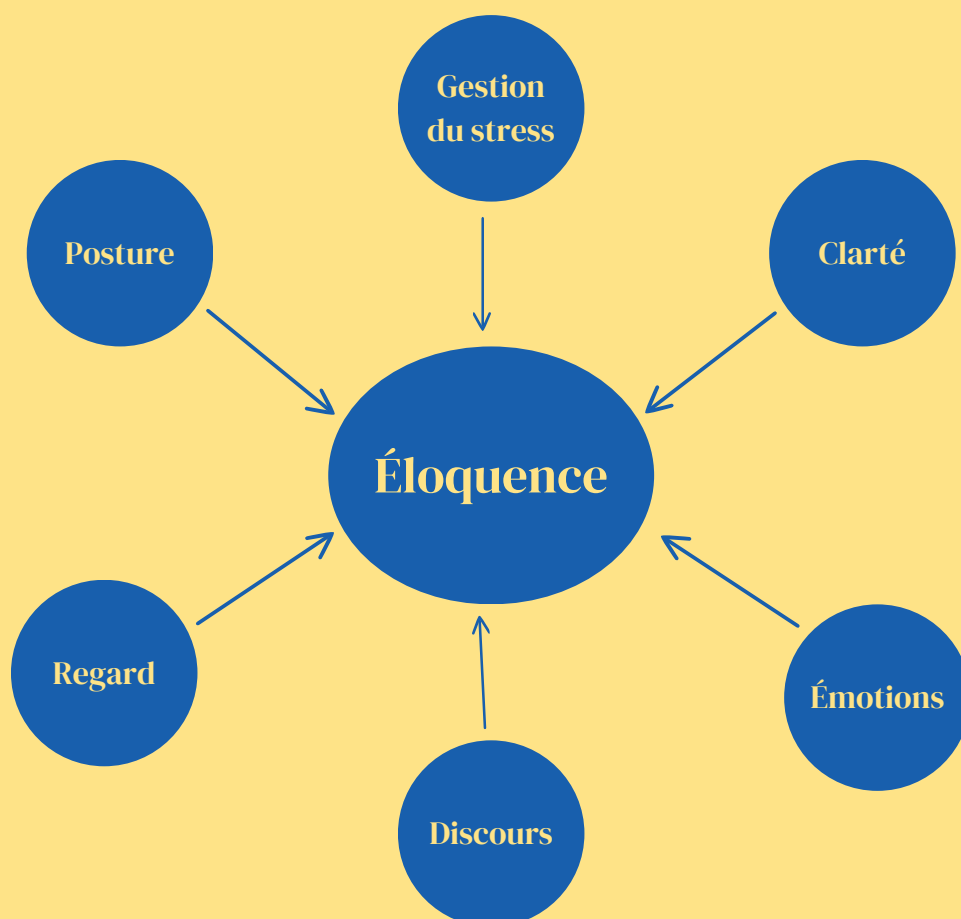 Gestion
du stress
Posture
Clarté
Éloquence
Regard
Émotions
Discours